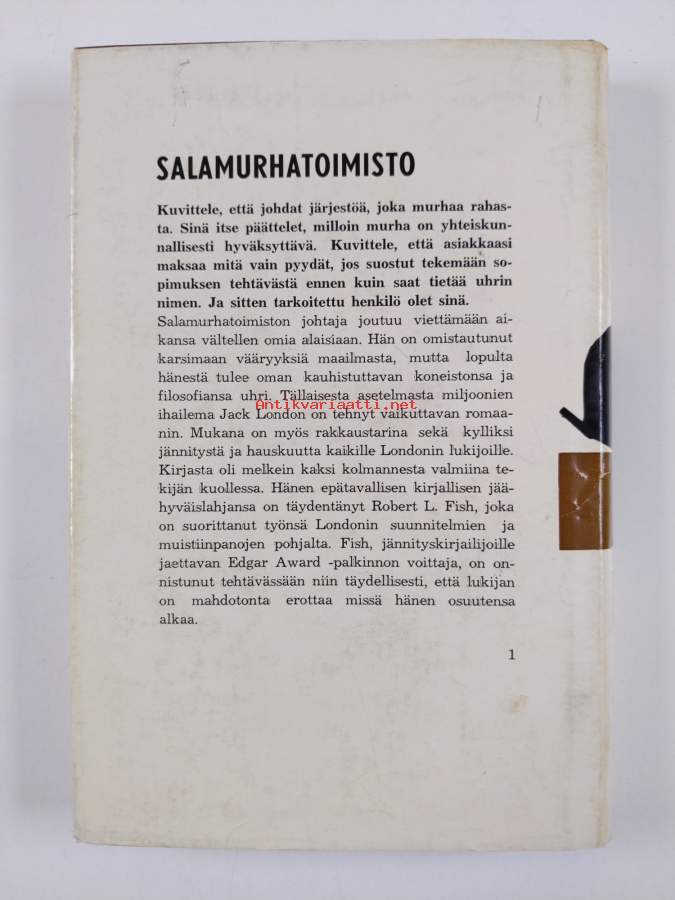 SALAMURHATOIMISTO
Kuvittele, että johdat järjestöä, joka murhaa rahas-
ta. Sinä itse päättelet, milloin murha on yhteiskun-
nallisesti hyväksyttävä. Kuvittele, että asiakkaasi
maksaa mitä vain pyydät, jos suostut tekemään so-
pimuksen tehtävästä ennen kuin saat tietää uhrin
nimen. Ja sitten tarkoitettu henkilö olet sinä.
Salamurhatoimiston johtaja joutuu viettämään ai-
kansa vältellen omia alaisiaan. Hän on omistautunut
karsimaan vääryyksiä maailmasta, mutta lopulta
hänestä tulee oman kauhistuttavan koneistonsa ja
filosofiansa uhri. Tällaisesta asetelmasta miljoonien
Antikvariaatti.net
ihailema Jack London on tehnyt vaikuttavan romaa-
nin. Mukana on myös rakkaustarina sekä kylliksi
jännitystä ja hauskuutta kaikille Londonin lukijoille.
Kirjasta oli melkein kaksi kolmannesta valmiina te-
kijän kuollessa. Hänen epätavallisen kirjallisen jää-
hyväislahjansa on täydentänyt Robert L. Fish, joka
on suorittanut työnsä Londonin suunnitelmien ja
muistiinpanojen pohjalta. Fish, jännityskirjailijoille
jaettavan Edgar Award -palkinnon voittaja, on on-
nistunut tehtävässään niin täydellisesti, että lukijan
on mahdotonta erottaa missä hänen osuutensa
alkaa.
1